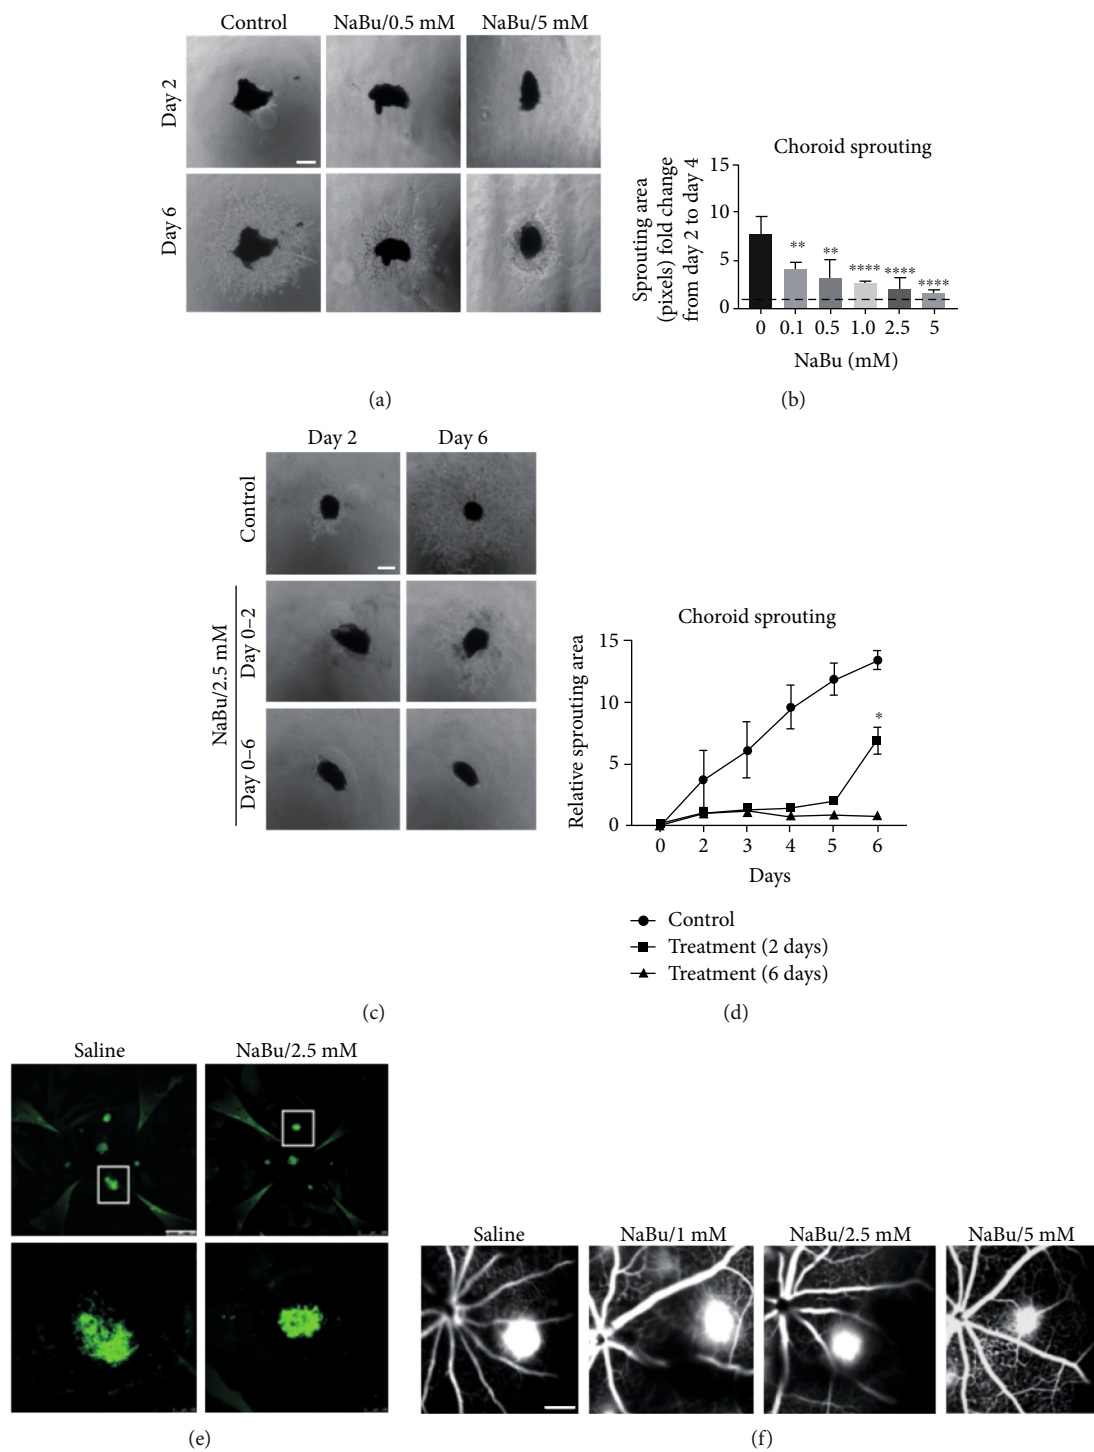 Control
NaBu/0.5 mM
NaBu/5 mM
Day 2
Day 6
(a)
Choroid sprouting
Sprouting area
(pixels) fold change
from day 2 to day 4
15
10
5
0
** ** **** **** ****
0 0.1 0.5 1.0 2.5 5
NaBu (mM)
(b)
Day 2
Day 6
Control
NaBu/2.5 mM
Day 0–2
Day 0–6
(c)
Choroid sprouting
Relative sprouting area
15
10
5
0
*
0 2 3 4 5 6
Days
Control
Treatment (2 days)
Treatment (6 days)
(d)
Saline
NaBu/2.5 mM
(e)
Saline
NaBu/1 mM
NaBu/2.5 mM
NaBu/5 mM
(f)